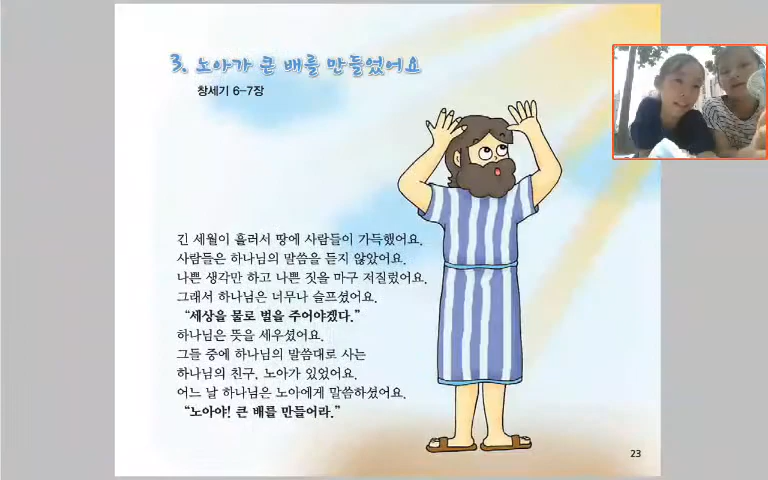 3. 노아가 큰 배를 만들었어요
창세기 6-7장
긴 세월이 흘러서 땅에 사람들이 가득했어요.
사람들은 하나님의 말씀을 듣지 않았어요.
나쁜 생각만 하고 나쁜 짓을 마구 저질렀어요.
그래서 하나님은 너무나 슬프셨어요.
“세상을 물로 벌을 주어야겠다.”
하나님은 뜻을 세우셨어요.
그들 중에 하나님의 말씀대로 사는
하나님의 친구, 노아가 있었어요.
어느 날 하나님은 노아에게 말씀하셨어요.
“노아야! 큰 배를 만들어라.”
23